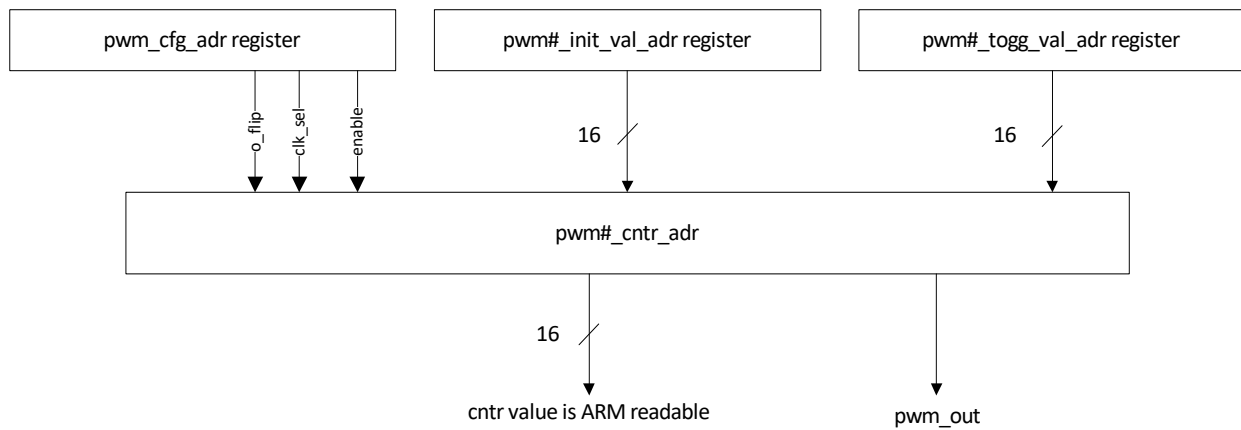 pwm_cfg_adr register
pwm#_init_val_adr register
pwm#_togg_val_adr register
o_flip
clk_sel
enable
16
16
pwm#_cntr_adr
16
cntr value is ARM readable
pwm_out